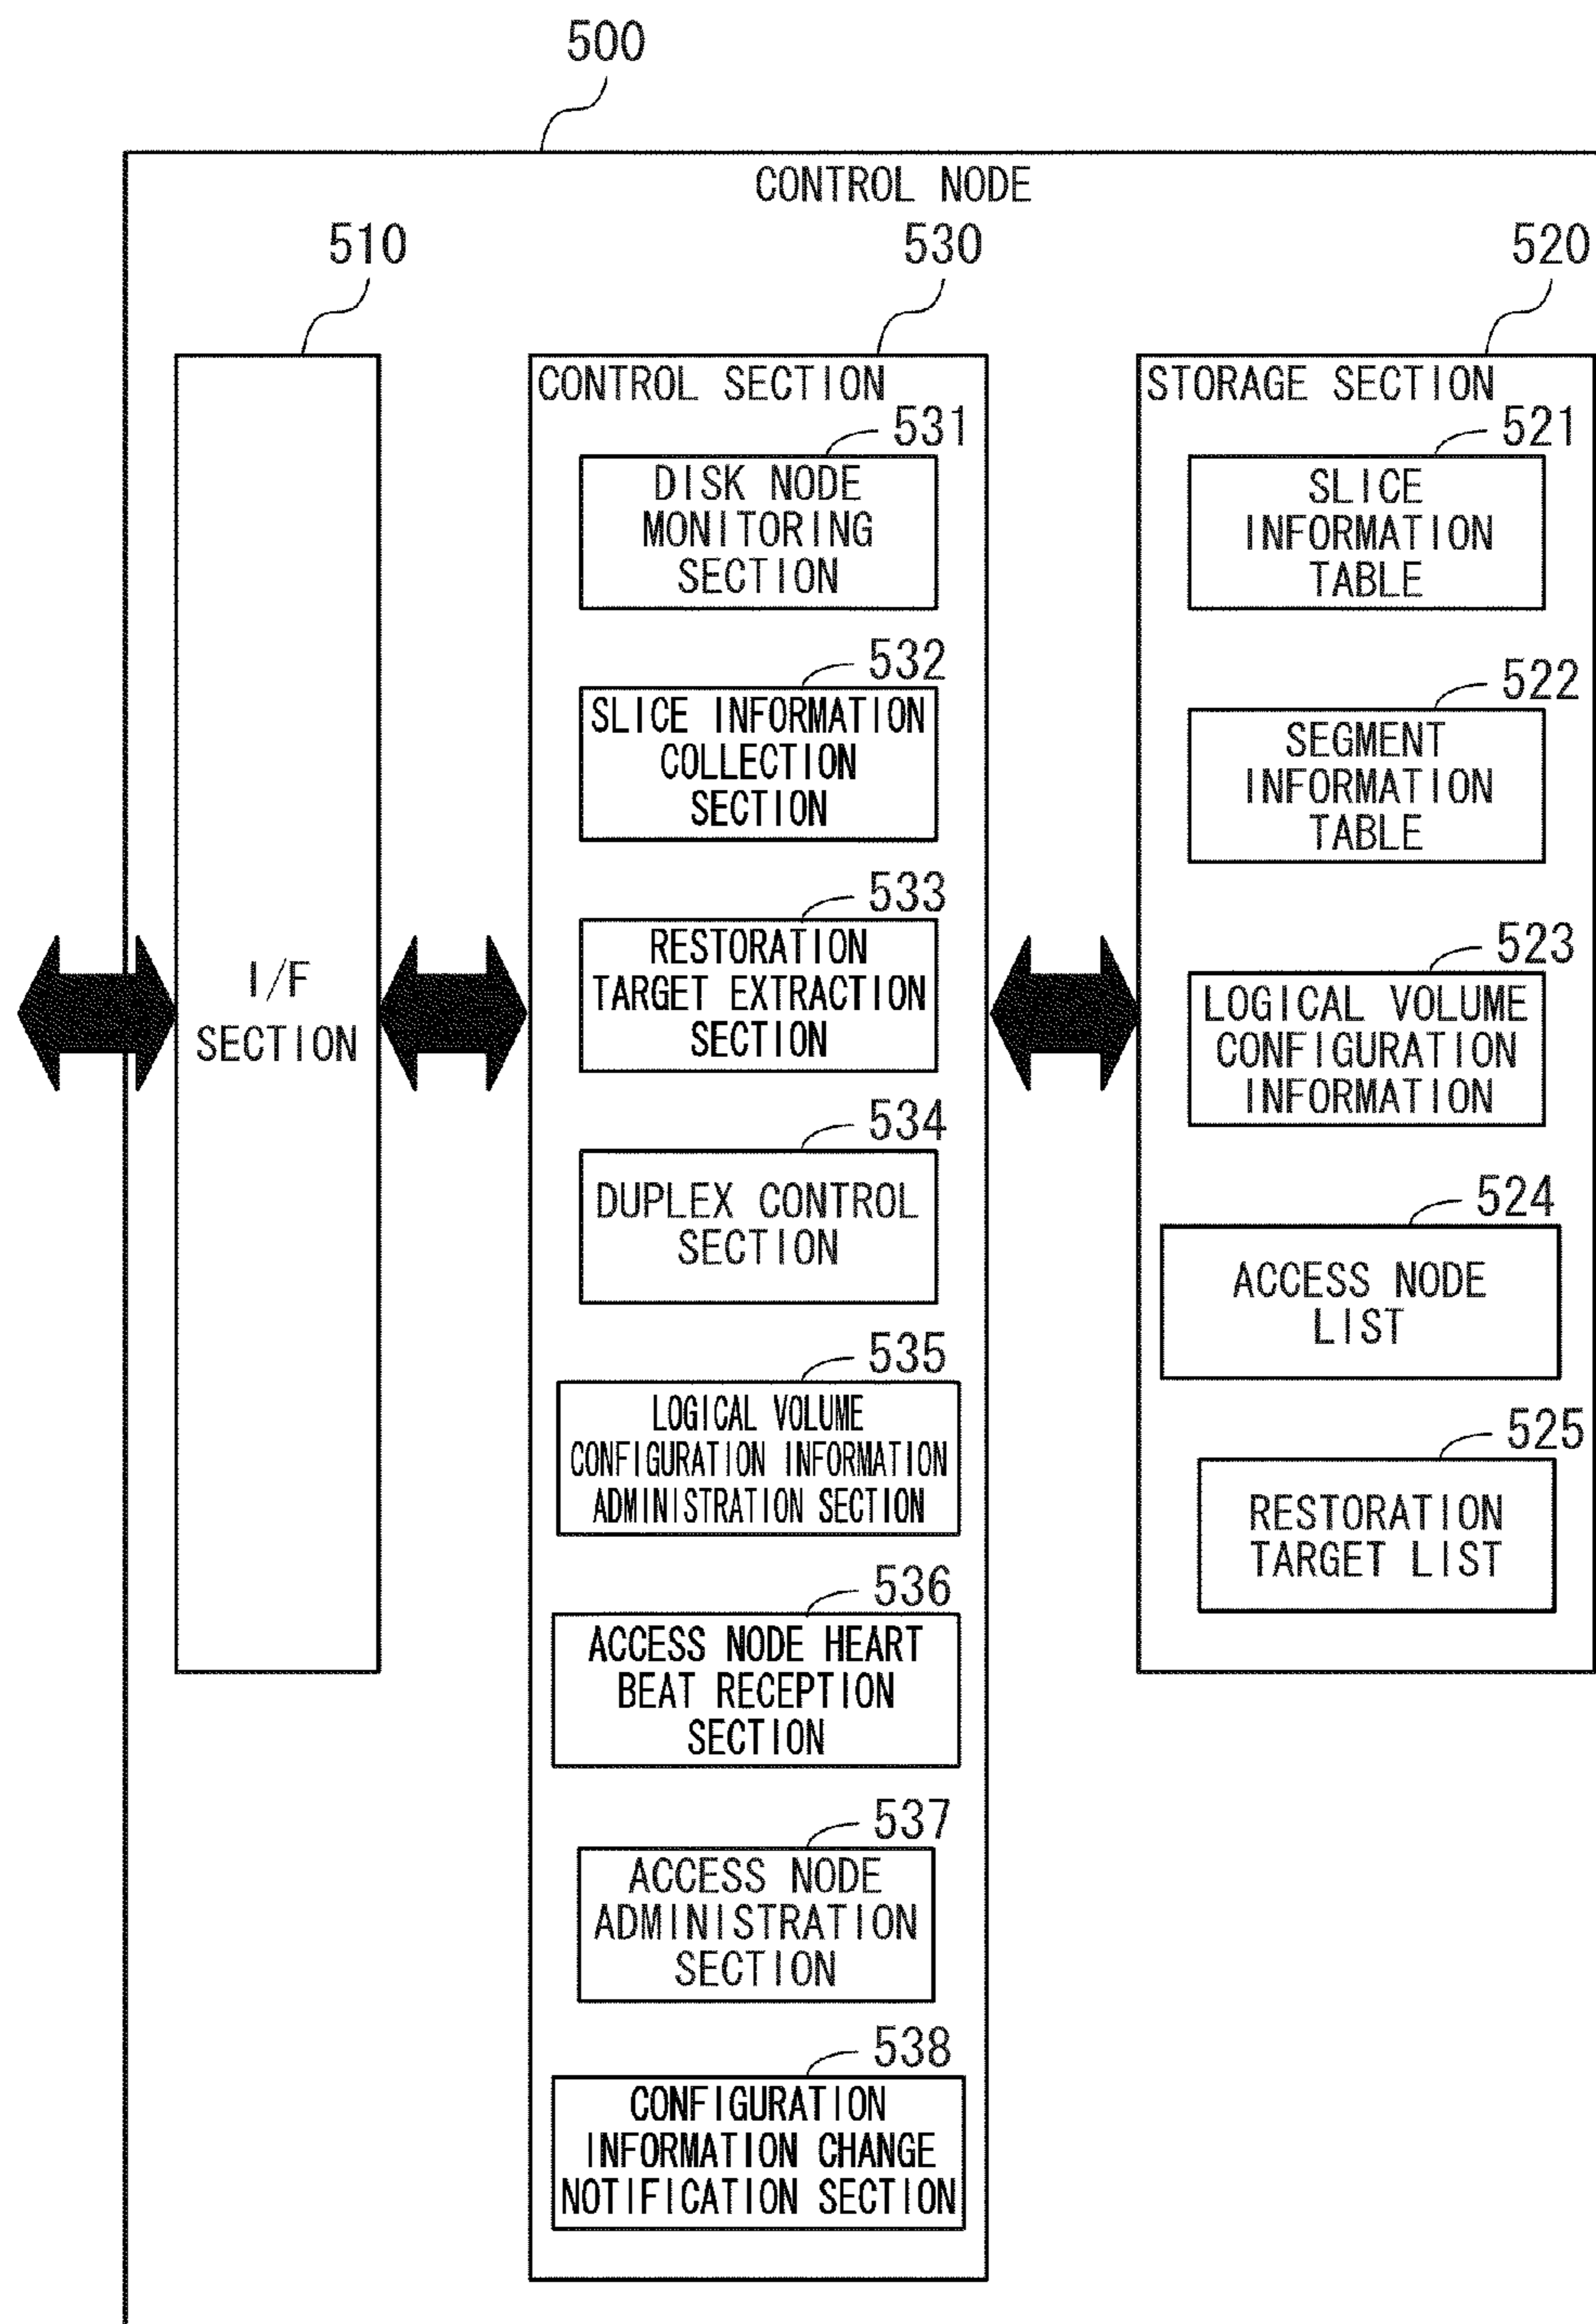 500
CONTROL NODE
510
530
520
I/F
SECTION
CONTROL SECTION
531
DISK NODE
MONITORING
SECTION
532
SLICE INFORMATION
COLLECTION
SECTION
533
RESTORATION
TARGET EXTRACTION
SECTION
534
DUPLEX CONTROL
SECTION
535
LOGICAL VOLUME
CONFIGURATION INFORMATION
ADMINISTRATION SECTION
536
ACCESS NODE HEART
BEAT RECEPTION
SECTION
537
ACCESS NODE
ADMINISTRATION
SECTION
538
CONFIGURATION
INFORMATION CHANGE
NOTIFICATION SECTION
STORAGE SECTION
521
SLICE
INFORMATION
TABLE
522
SEGMENT
INFORMATION
TABLE
523
LOGICAL VOLUME
CONFIGURATION
INFORMATION
524
ACCESS NODE
LIST
525
RESTORATION
TARGET LIST